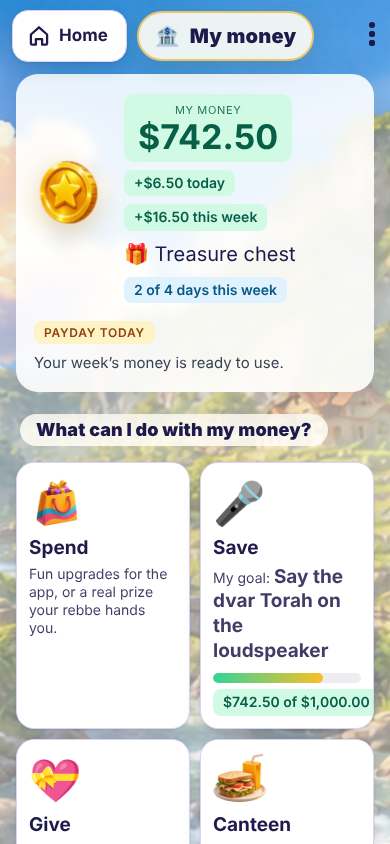 Home
My money
MY MONEY
$742.50
+$6.50 today
+$16.50 this week
Treasure chest
2 of 4 days this week
PAYDAY TODAY
Your week’s money is ready to use.
What can I do with my money?
Spend
Fun upgrades for the
app, or a real prize
your rebbe hands
you.
Save
My goal: Say the
dvar Torah on
the
loudspeaker
$742.50 of $1,000.00
Give
Canteen